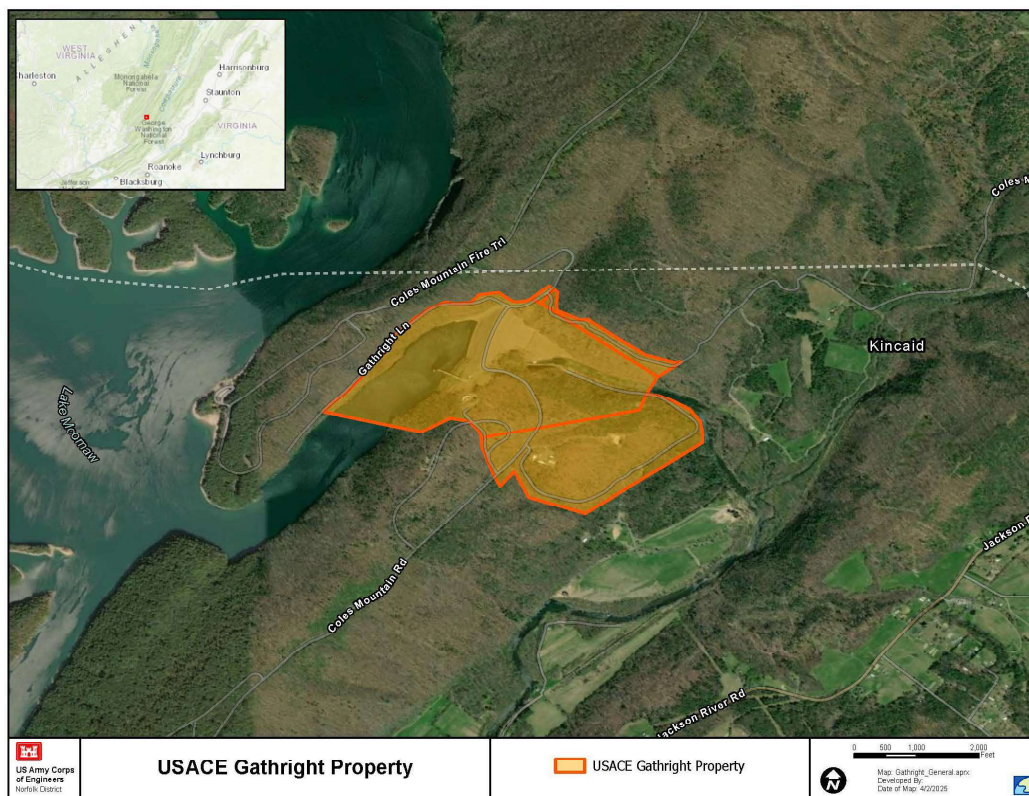 WEST
VIRGINIA
Charleston
Monongahela
National
Forest
Harrisonburg
Staunton
George
Washington
National
Forest
VIRGINIA
Lynchburg
Roanoke
Blacksburg
Jefferson
Coles Mountain Fire Trl
Gathright Ln
Coles M
Kincaid
Lake Moomaw
Coles Mountain Rd
Jackson R
Jackson River Rd
US Army Corps
of Engineers
Norfolk District
USACE Gathright Property
USACE Gathright Property
N
0 500 1,000 2,000
Feet
Map: Gathright_General.aprx
Developed By:
Date of Map: 4/2/2025